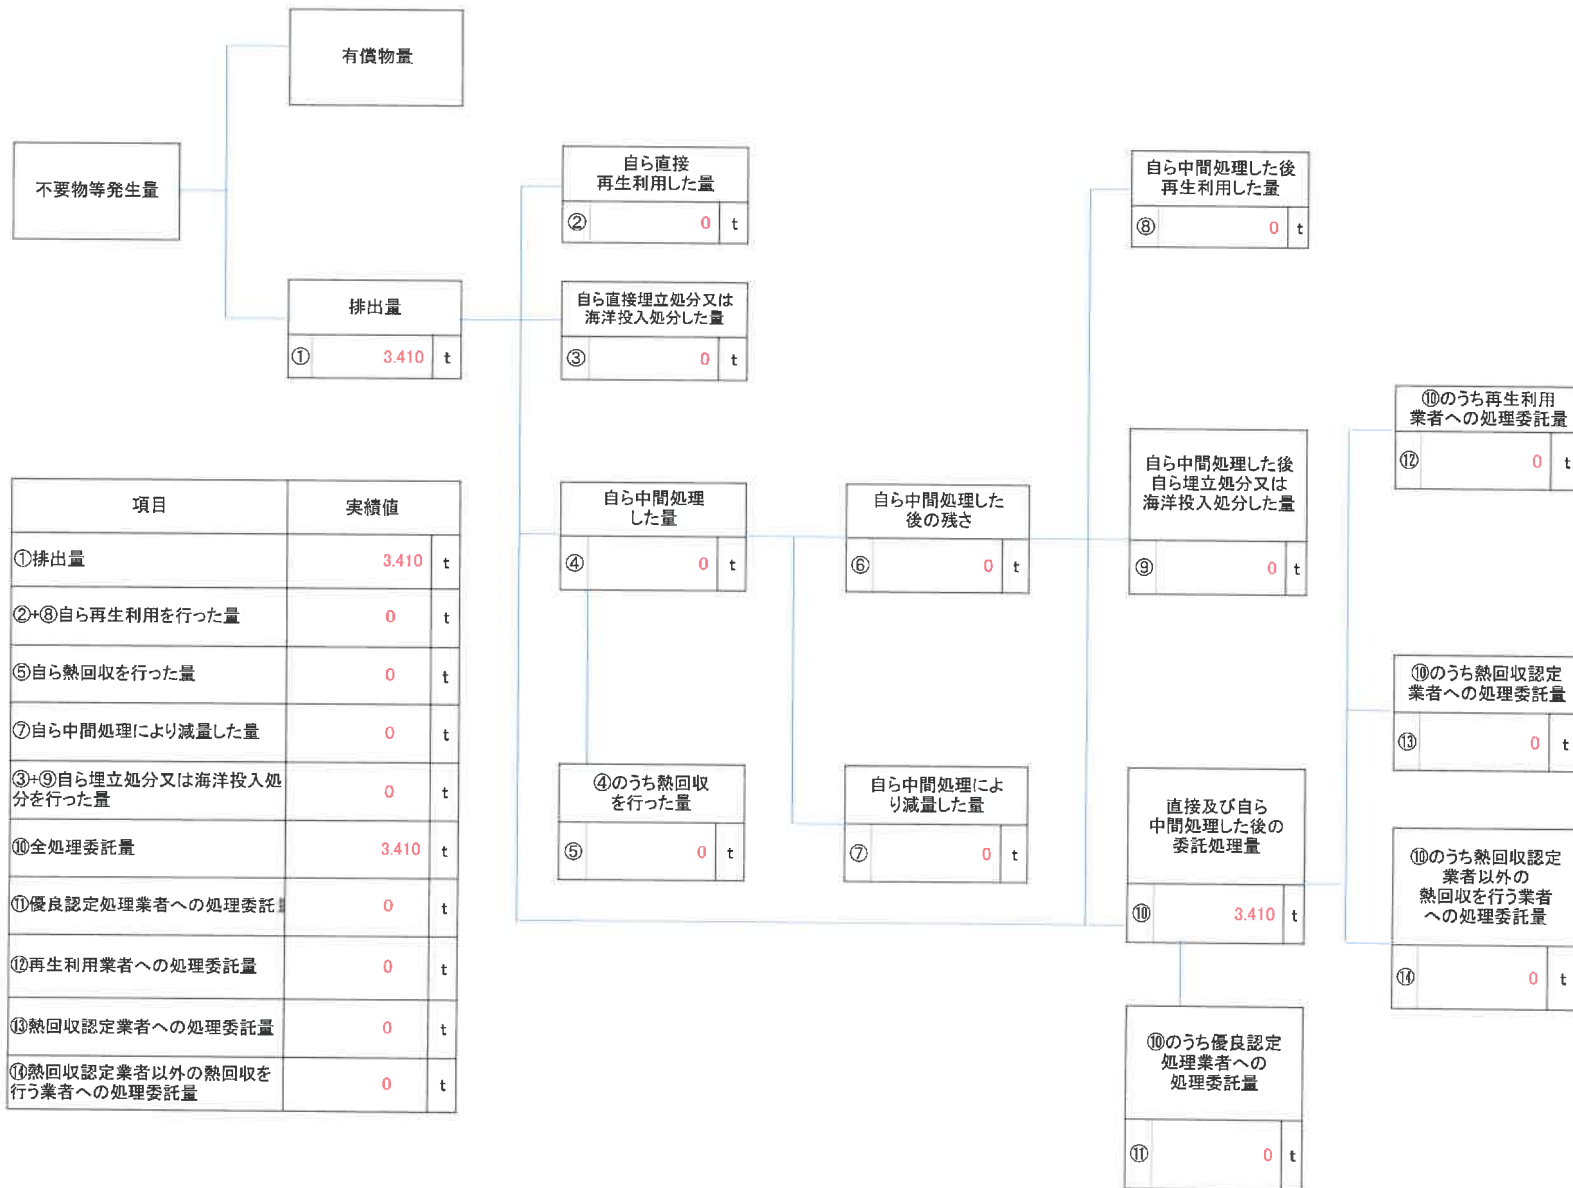 有償物量
不要物等発生量
排出量
① 3.410 t
自ら直接
再生利用した量
② 0 t
自ら直接埋立処分又は
海洋投入処分した量
③ 0 t
自ら中間処理
した量
④ 0 t
④のうち熱回収
を行った量
⑤ 0 t
自ら中間処理した
後の残さ
⑥ 0 t
自ら中間処理によ
り減量した量
⑦ 0 t
自ら中間処理した後
再生利用した量
⑧ 0 t
自ら中間処理した後
自ら埋立処分又は
海洋投入処分した量
⑨ 0 t
直接及び自ら
中間処理した後の
委託処理量
⑩ 3.410 t
⑩のうち優良認定
処理業者への
処理委託量
⑪ 0 t
⑩のうち再生利用
業者への処理委託量
⑫ 0 t
⑩のうち熱回収認定
業者への処理委託量
⑬ 0 t
⑩のうち熱回収認定
業者以外の
熱回収を行う業者
への処理委託量
⑭ 0 t
項目 実績値
①排出量 3.410 t
②+⑧自ら再生利用を行った量 0 t
⑤自ら熱回収を行った量 0 t
⑦自ら中間処理により減量した量 0 t
③+⑨自ら埋立処分又は海洋投入処
分を行った量 0 t
⑩全処理委託量 3.410 t
⑪優良認定処理業者への処理委託 0 t
⑫再生利用業者への処理委託量 0 t
⑬熱回収認定業者への処理委託量 0 t
⑭熱回収認定業者以外の熱回収を
行う業者への処理委託量 0 t